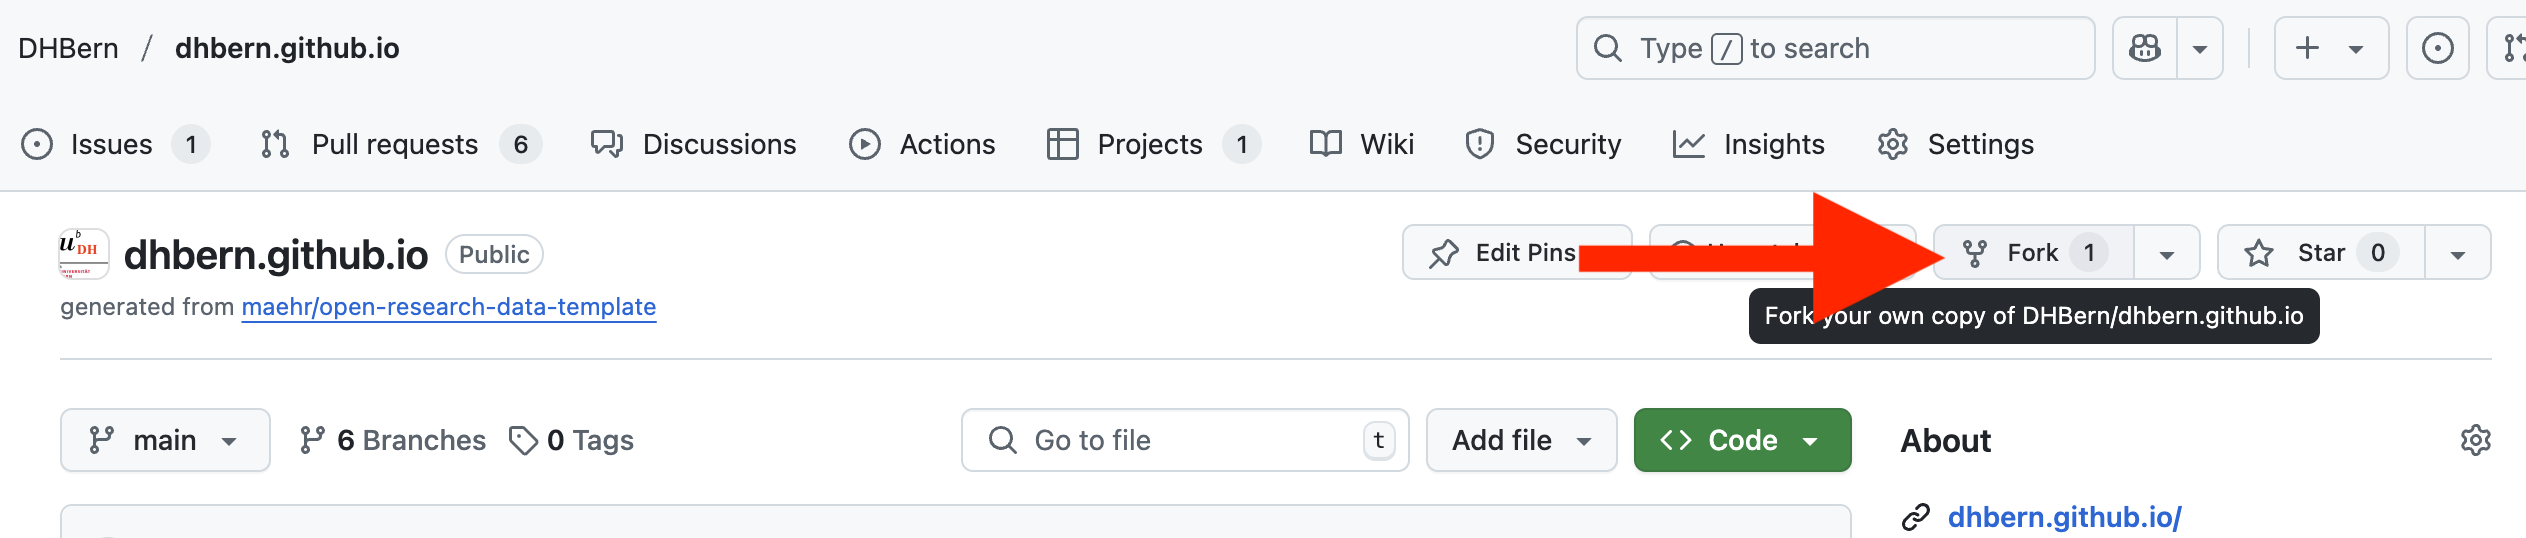 DHBern / dhbern.github.io
Type / to search
Issues 1 Pull requests 6 Discussions Actions Projects 1 Wiki Security Insights Settings
dhbern.github.io Public
Edit Pins
Fork 1
Star 0
generated from maehr/open-research-data-template
Fork your own copy of DHBern/dhbern.github.io
main 6 Branches 0 Tags
Go to file t
Add file
<> Code
About
dhbern.github.io/
u b DH